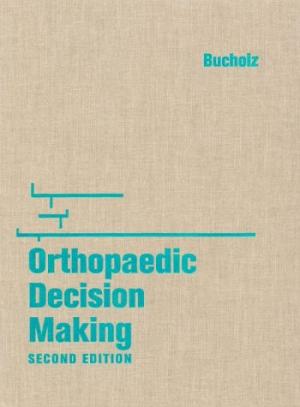 Bucholz
Orthopaedic
Decision
Making
SECOND EDITION